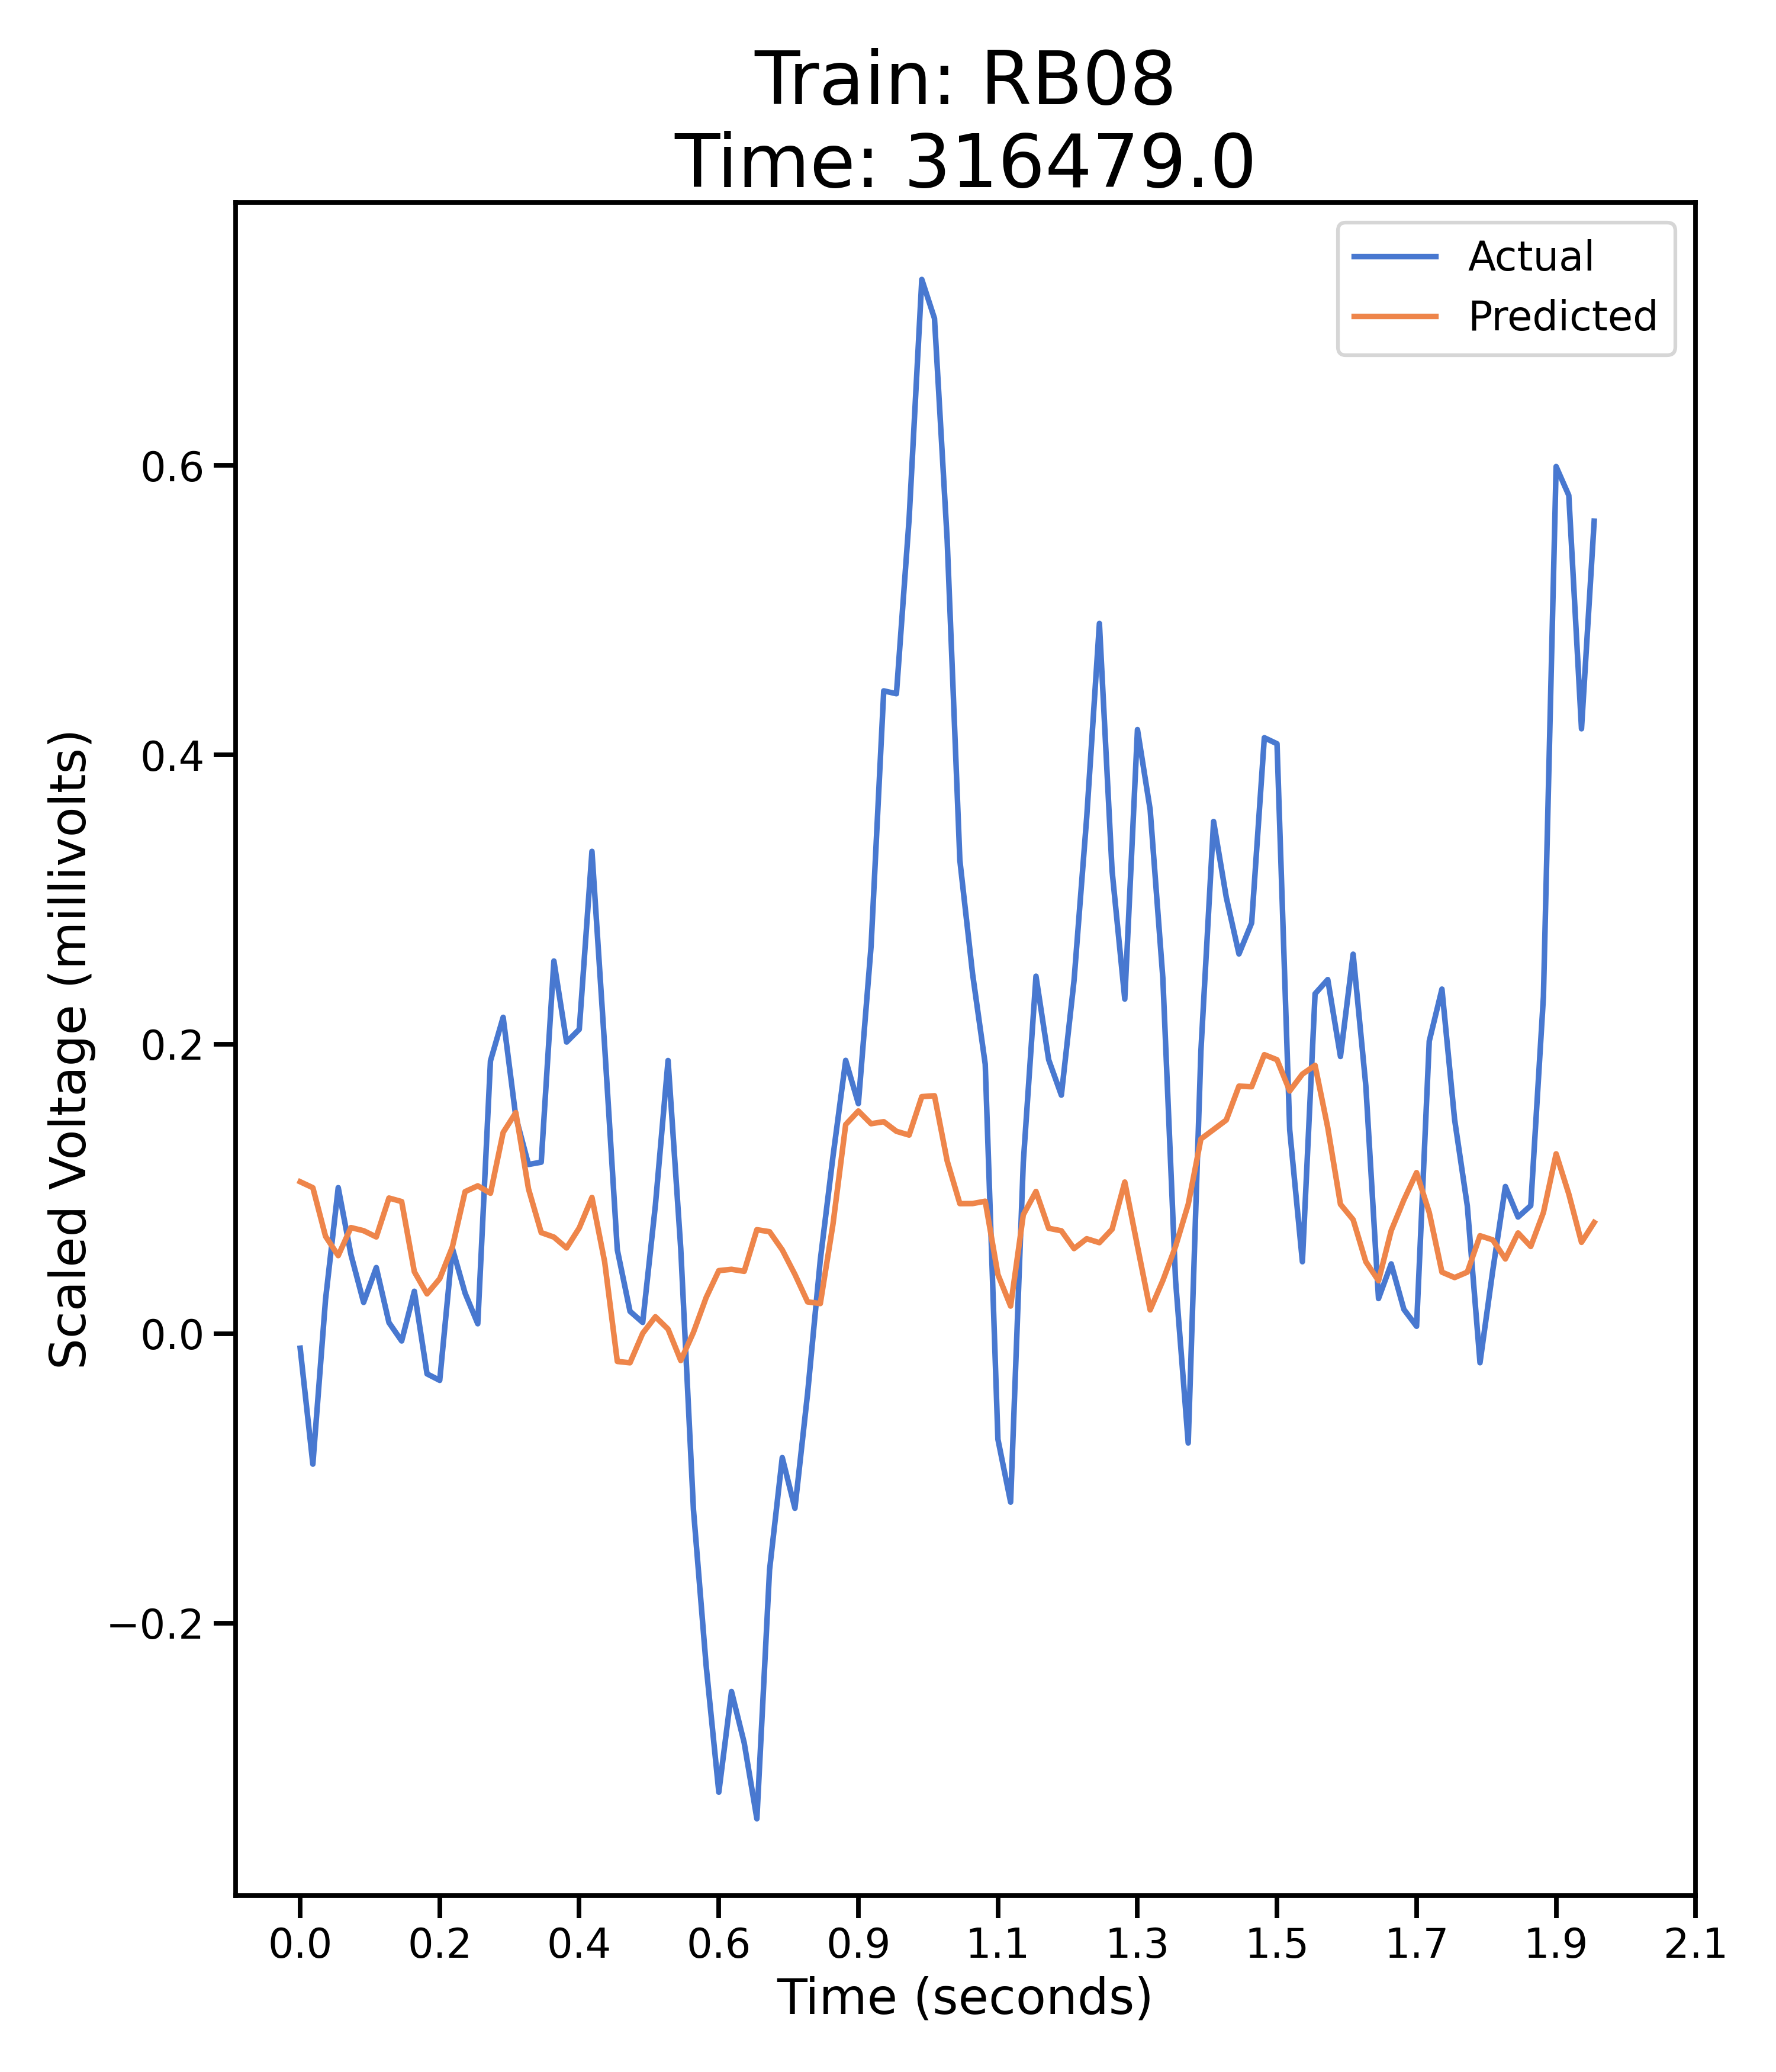 Train: RB08
Time: 316479.0
Actual
Predicted
Scaled Voltage (millivolts)
0.6
0.4
0.2
0.0
−0.2
0.0 0.2 0.4 0.6 0.9 1.1 1.3 1.5 1.7 1.9 2.1
Time (seconds)